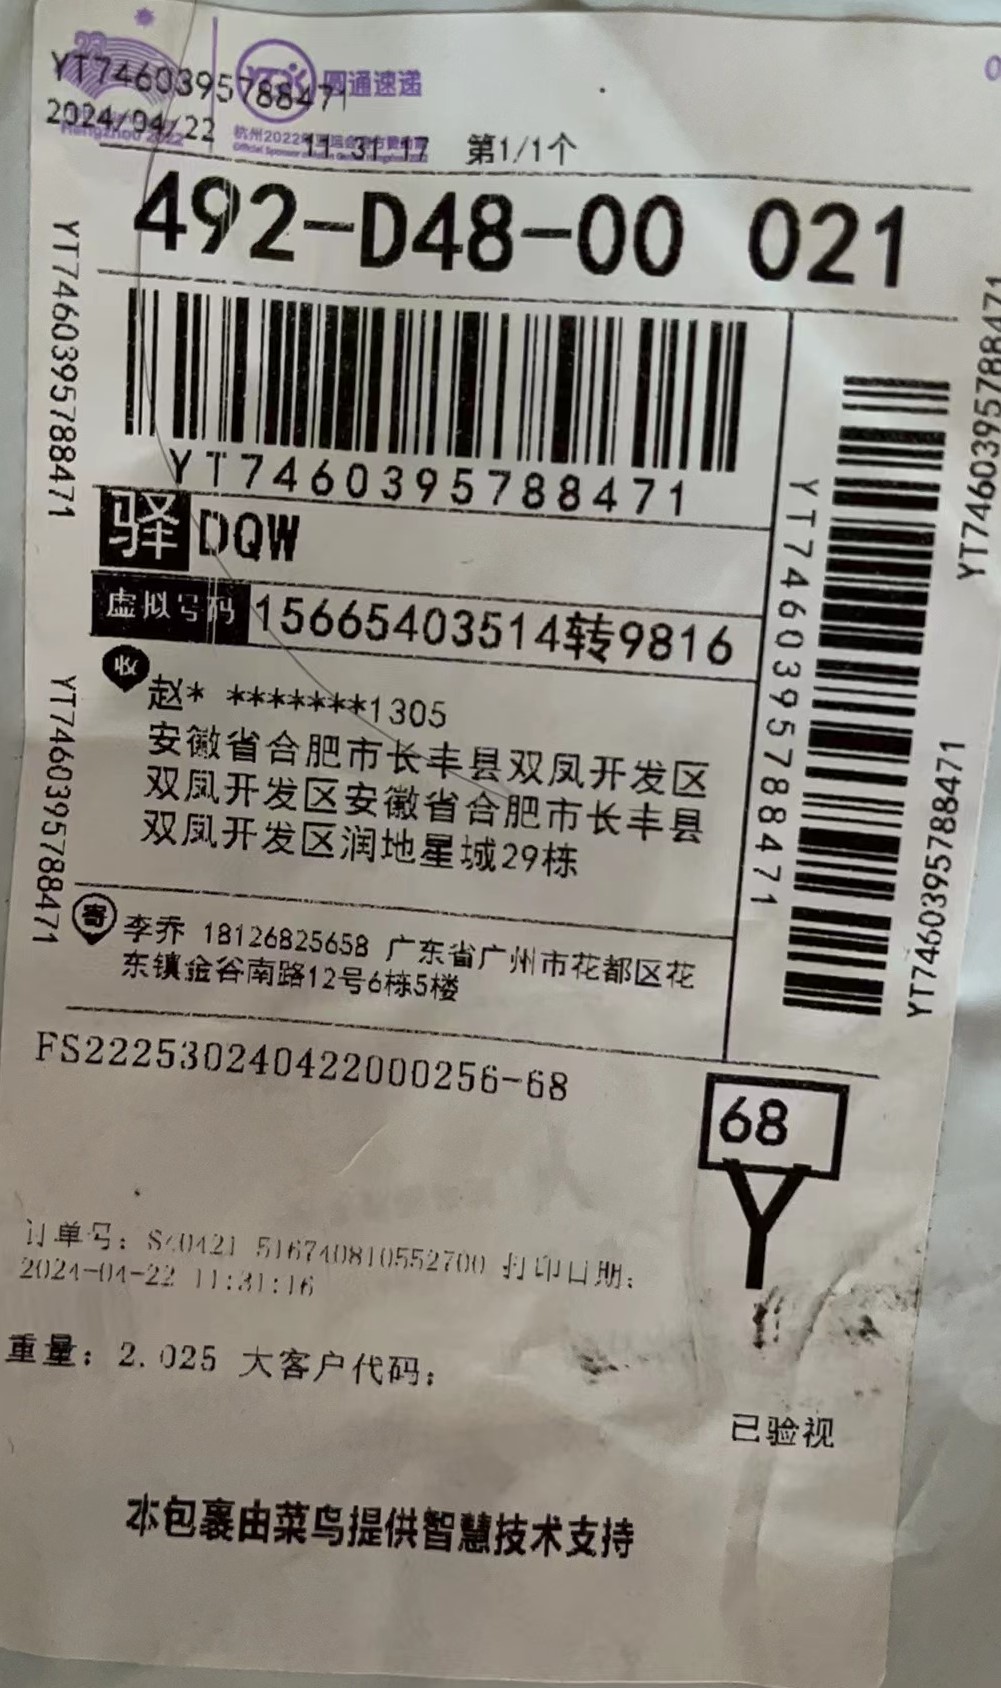 YT7460395788471
圆通速递
2024/04/22 11:31:17 第1/1个
Hangzhou 2022
492-D48-00 021
YT7460395788471
驿 DQW
虚拟号码 15665403514转9816
收 赵* *******1305
安徽省合肥市长丰县双凤开发区
双凤开发区安徽省合肥市长丰县
双凤开发区润地星城29栋
寄 李乔 18126825658 广东省广州市花都区花
东镇金谷南路12号6栋5楼
FS222530240422000256-68
68
Y
订单号: 516740810552700 打印日期:
2024-04-22 11:31:16
重量: 2.025 大客户代码:
已验视
本包裹由菜鸟提供智慧技术支持
YT7460395788471
YT7460395788471
YT7460395788471
YT7460395788471
YT7460395788471